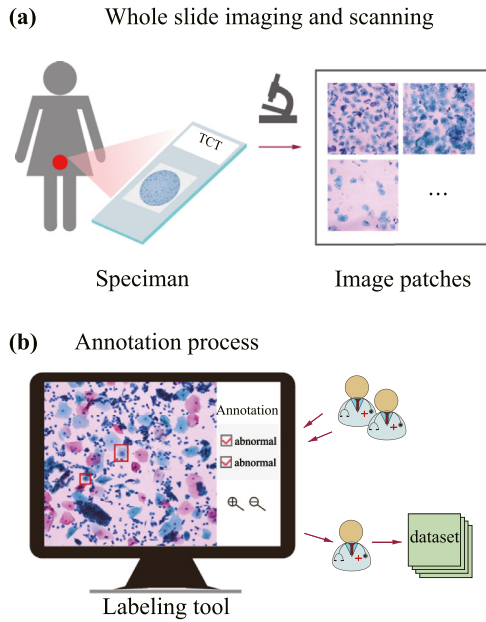 (a) Whole slide imaging and scanning
TCT
...
Speciman
Image patches
(b) Annotation process
Annotation
abnormal
abnormal
dataset
Labeling tool